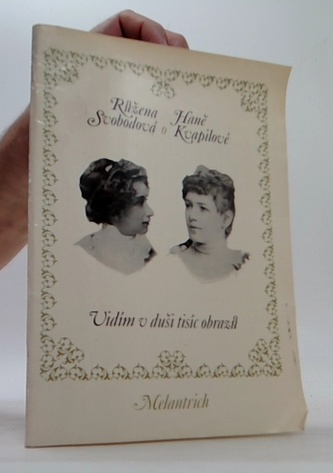 Růžena Haně
Svobodová o Kvapilové
Vidím v duši tisíc obrazů
Melantrich